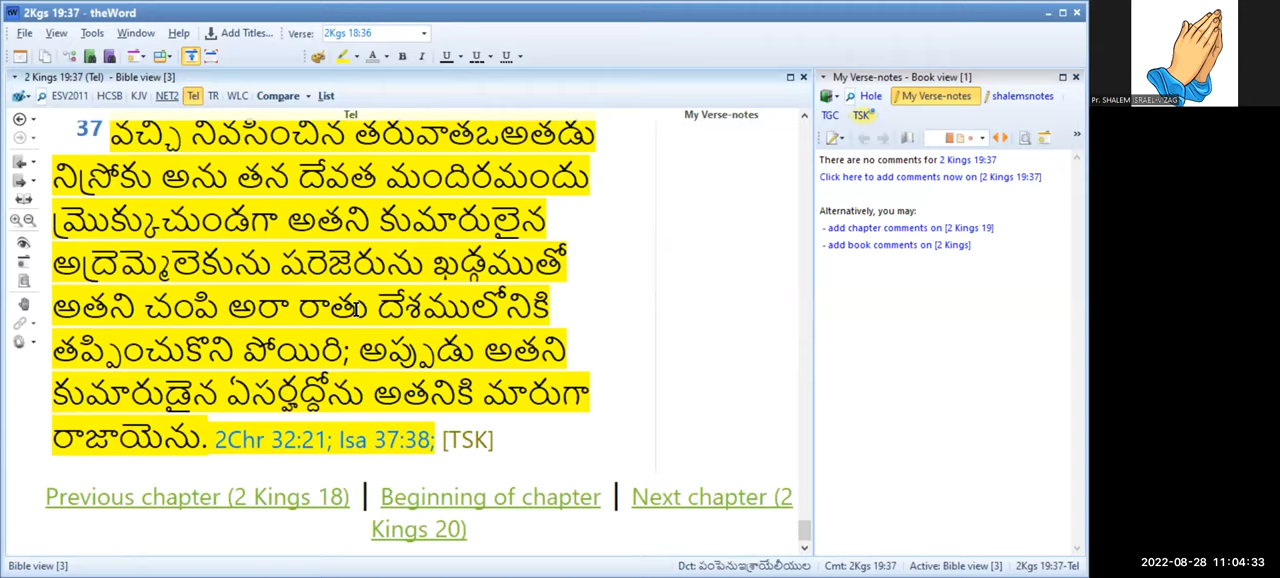 2Kgs 19:37 - theWord
File View Tools Window Help Add Titles... Verse: 2Kgs 18:36
B I U U U
2 Kings 19:37 (Tel) - Bible view [3]
ESV2011 HCSB KJV NET2 Tel TR WLC Compare List
Tel
37 వచ్చి నివసించిన తరువాతఒఅతడు
నిస్రోకు అను తన దేవత మందిరమందు
మ్రొక్కుచుండగా అతని కుమారులైన
అద్రెమ్మెలెకును షరెజెరును ఖడ్గముతో
అతని చంపి అరా రాతు దేశములోనికి
తప్పించుకొని పోయిరి; అప్పుడు అతని
కుమారుడైన ఏసర్హద్దోను అతనికి మారుగా
రాజాయెను. 2Chr 32:21; Isa 37:38; [TSK]
Previous chapter (2 Kings 18) | Beginning of chapter | Next chapter (2
Kings 20)
My Verse-notes
My Verse-notes - Book view [1]
Hole My Verse-notes shalemsnotes
TGC TSK
There are no comments for 2 Kings 19:37
Click here to add comments now on [2 Kings 19:37]
Alternatively, you may:
- add chapter comments on [2 Kings 19]
- add book comments on [2 Kings]
Pr. SHALEM ISRAEL-VIZAG
Bible view [3] Dct: పంపెనుఇశ్రాయేలీయుల Cmt: 2Kgs 19:37 Active: Bible view [3] 2Kgs 19:37-Tel
2022-08-28 11:04:33